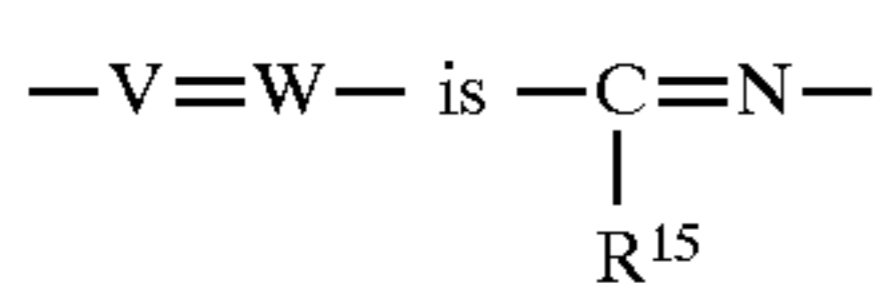 —V=W— is —C=N—
R¹⁵